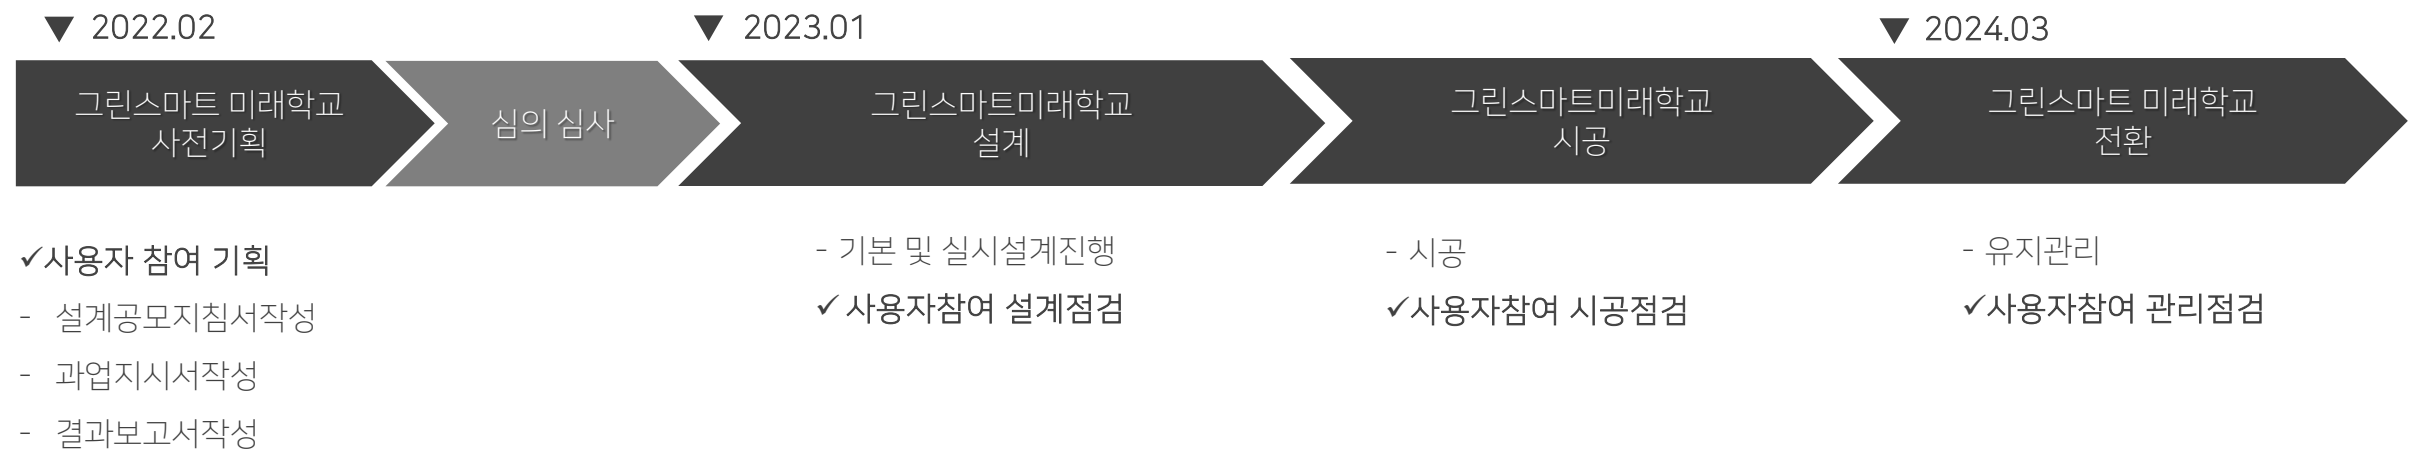 ▼ 2022.02
▼ 2023.01
▼ 2024.03
그린스마트 미래학교
사전기획
심의 심사
그린스마트미래학교
설계
그린스마트미래학교
시공
그린스마트 미래학교
전환
✓사용자 참여 기획
- 설계공모지침서작성
- 과업지시서작성
- 결과보고서작성
- 기본 및 실시설계진행
✓ 사용자참여 설계점검
- 시공
✓사용자참여 시공점검
- 유지관리
✓사용자참여 관리점검